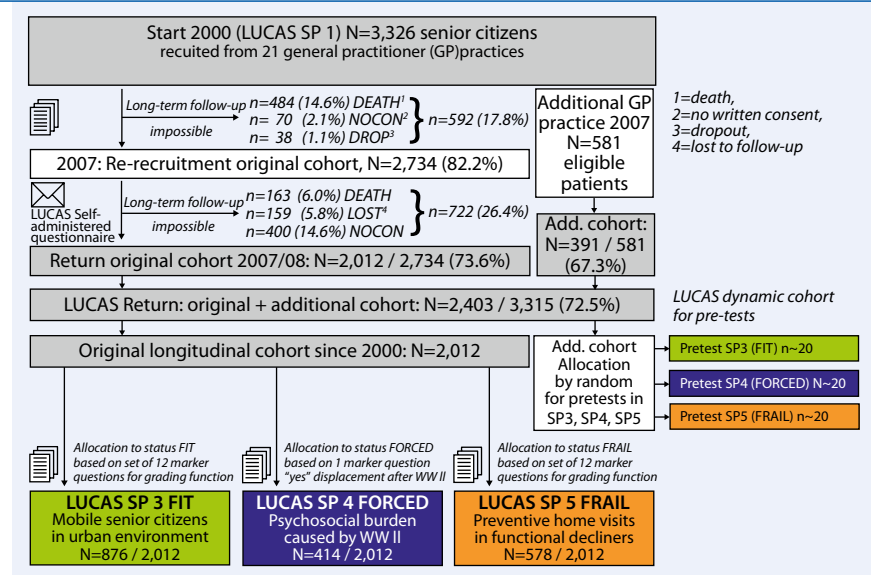 Start 2000 (LUCAS SP 1) N=3,326 senior citizens
recuited from 21 general practitioner (GP)practices
Long-term follow-up
impossible
n=484 (14.6%) DEATH¹
n= 70 (2.1%) NOCON²
n= 38 (1.1%) DROP³
n=592 (17.8%)
Additional GP
practice 2007
N=581
eligible
patients
1=death,
2=no written consent,
3=dropout,
4=lost to follow-up
2007: Re-recruitment original cohort, N=2,734 (82.2%)
LUCAS Self-
administered
questionnaire
Long-term follow-up
impossible
n=163 (6.0%) DEATH
n=159 (5.8%) LOST⁴
n=400 (14.6%) NOCON
n=722 (26.4%)
Add. cohort:
N=391 / 581
(67.3%)
Return original cohort 2007/08: N=2,012 / 2,734 (73.6%)
LUCAS Return: original + additional cohort: N=2,403 / 3,315 (72.5%)
LUCAS dynamic cohort
for pre-tests
Original longitudinal cohort since 2000: N=2,012
Add. cohort
Allocation
by random
for pretests in
SP3, SP4, SP5
Pretest SP3 (FIT) n~20
Pretest SP4 (FORCED) N~20
Pretest SP5 (FRAIL) n~20
Allocation to status FIT
based on set of 12 marker
questions for grading function
Allocation to status FORCED
based on 1 marker question
“yes” displacement after WW II
Allocation to status FRAIL
based on set of 12 marker
questions for grading function
LUCAS SP 3 FIT
Mobile senior citizens
in urban environment
N=876 / 2,012
LUCAS SP 4 FORCED
Psychosocial burden
caused by WW II
N=414 / 2,012
LUCAS SP 5 FRAIL
Preventive home visits
in functional decliners
N=578 / 2,012